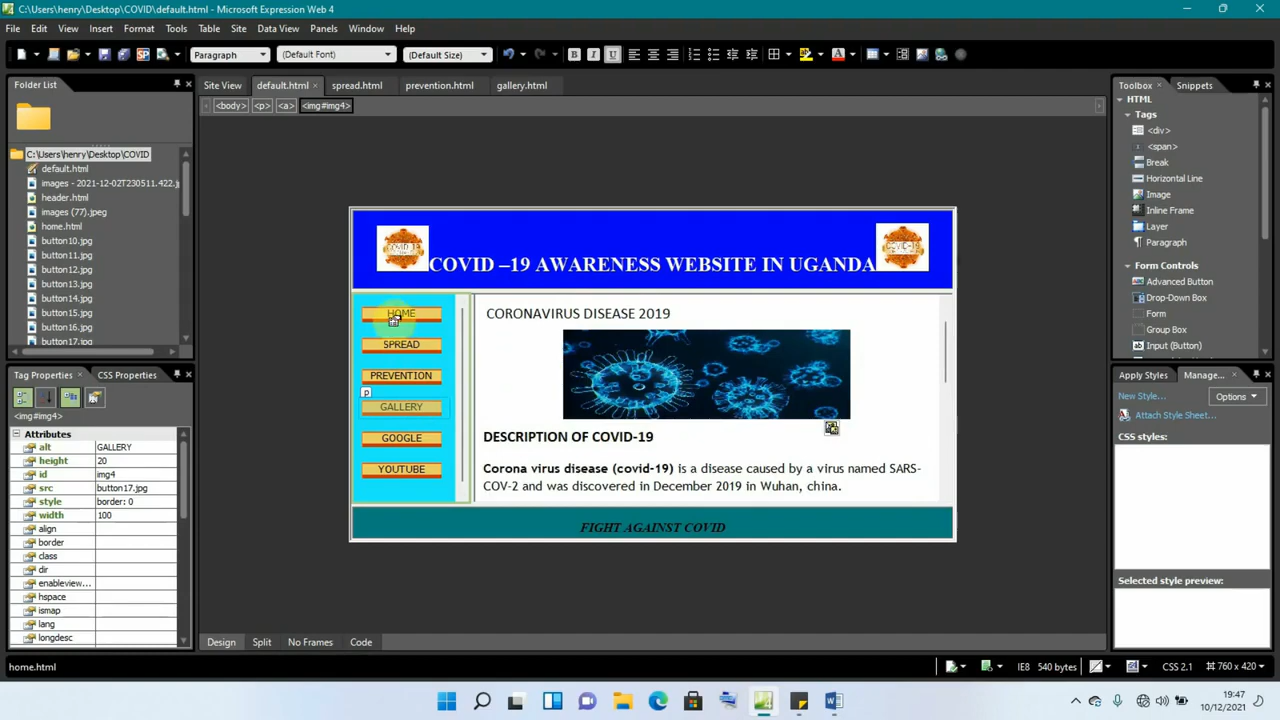 C:\Users\henry\Desktop\COVID\default.html - Microsoft Expression Web 4
File Edit View Insert Format Tools Table Site Data View Panels Window Help
Paragraph (Default Font) (Default Size) B I U
Folder List
Site View default.html spread.html prevention.html gallery.html
Toolbox Snippets
<body> <p> <a> <img#img4>
HTML
Tags
<div>
<span>
Break
Horizontal Line
Image
Inline Frame
Layer
Paragraph
Form Controls
Advanced Button
Drop-Down Box
Form
Group Box
Input (Button)
C:\Users\henry\Desktop\COVID
default.html
images - 2021-12-02T230511.422.j
header.html
images (77).jpeg
home.html
button10.jpg
button11.jpg
button12.jpg
button13.jpg
button14.jpg
button15.jpg
button16.jpg
button17.jpg
COVID –19 AWARENESS WEBSITE IN UGANDA
HOME
SPREAD
PREVENTION
p
GALLERY
GOOGLE
YOUTUBE
CORONAVIRUS DISEASE 2019
DESCRIPTION OF COVID-19
Corona virus disease (covid-19) is a disease caused by a virus named SARS-
COV-2 and was discovered in December 2019 in Wuhan, china.
FIGHT AGAINST COVID
Tag Properties CSS Properties
<img#img4>
Attributes
alt GALLERY
height 20
id img4
src button17.jpg
style border: 0
width 100
align
border
class
dir
enableview...
hspace
ismap
lang
longdesc
Apply Styles Manage...
New Style... Options
Attach Style Sheet...
CSS styles:
Selected style preview:
Design Split No Frames Code
home.html
IE8 540 bytes CSS 2.1 760 x 420
19:47
10/12/2021